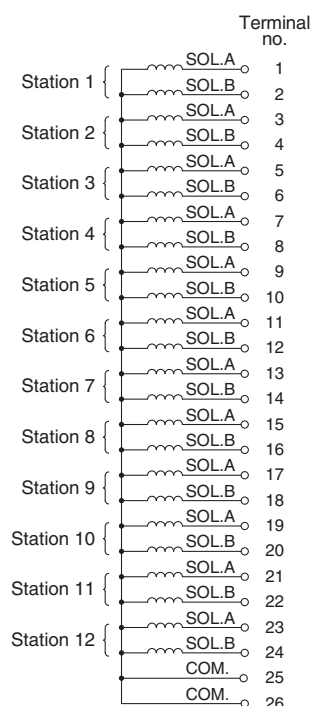 Terminal
no.
Station 1
SOL.A 1
SOL.B 2
Station 2
SOL.A 3
SOL.B 4
Station 3
SOL.A 5
SOL.B 6
Station 4
SOL.A 7
SOL.B 8
Station 5
SOL.A 9
SOL.B 10
Station 6
SOL.A 11
SOL.B 12
Station 7
SOL.A 13
SOL.B 14
Station 8
SOL.A 15
SOL.B 16
Station 9
SOL.A 17
SOL.B 18
Station 10
SOL.A 19
SOL.B 20
Station 11
SOL.A 21
SOL.B 22
Station 12
SOL.A 23
SOL.B 24
COM. 25
COM. 26